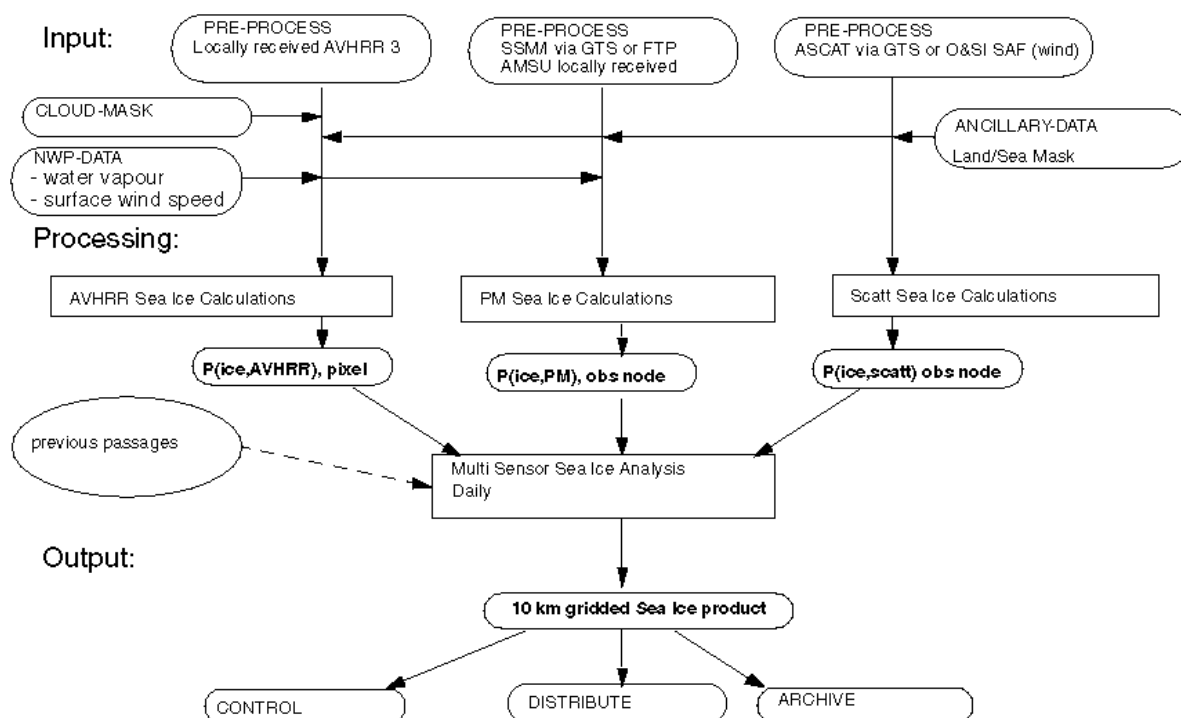 Input:
PRE-PROCESS
Locally received AVHRR 3
PRE-PROCESS
SSM/I via GTS or FTP
AMSU locally received
PRE-PROCESS
ASCAT via GTS or O&SI SAF (wind)
CLOUD-MASK
ANCILLARY-DATA
Land/Sea Mask
NWP-DATA
- water vapour
- surface wind speed
Processing:
AVHRR Sea Ice Calculations
PM Sea Ice Calculations
Scatt Sea Ice Calculations
P(ice,AVHRR), pixel
P(ice,PM), obs node
P(ice,scatt) obs node
previous passages
Multi Sensor Sea Ice Analysis
Daily
Output:
10 km gridded Sea Ice product
CONTROL
DISTRIBUTE
ARCHIVE